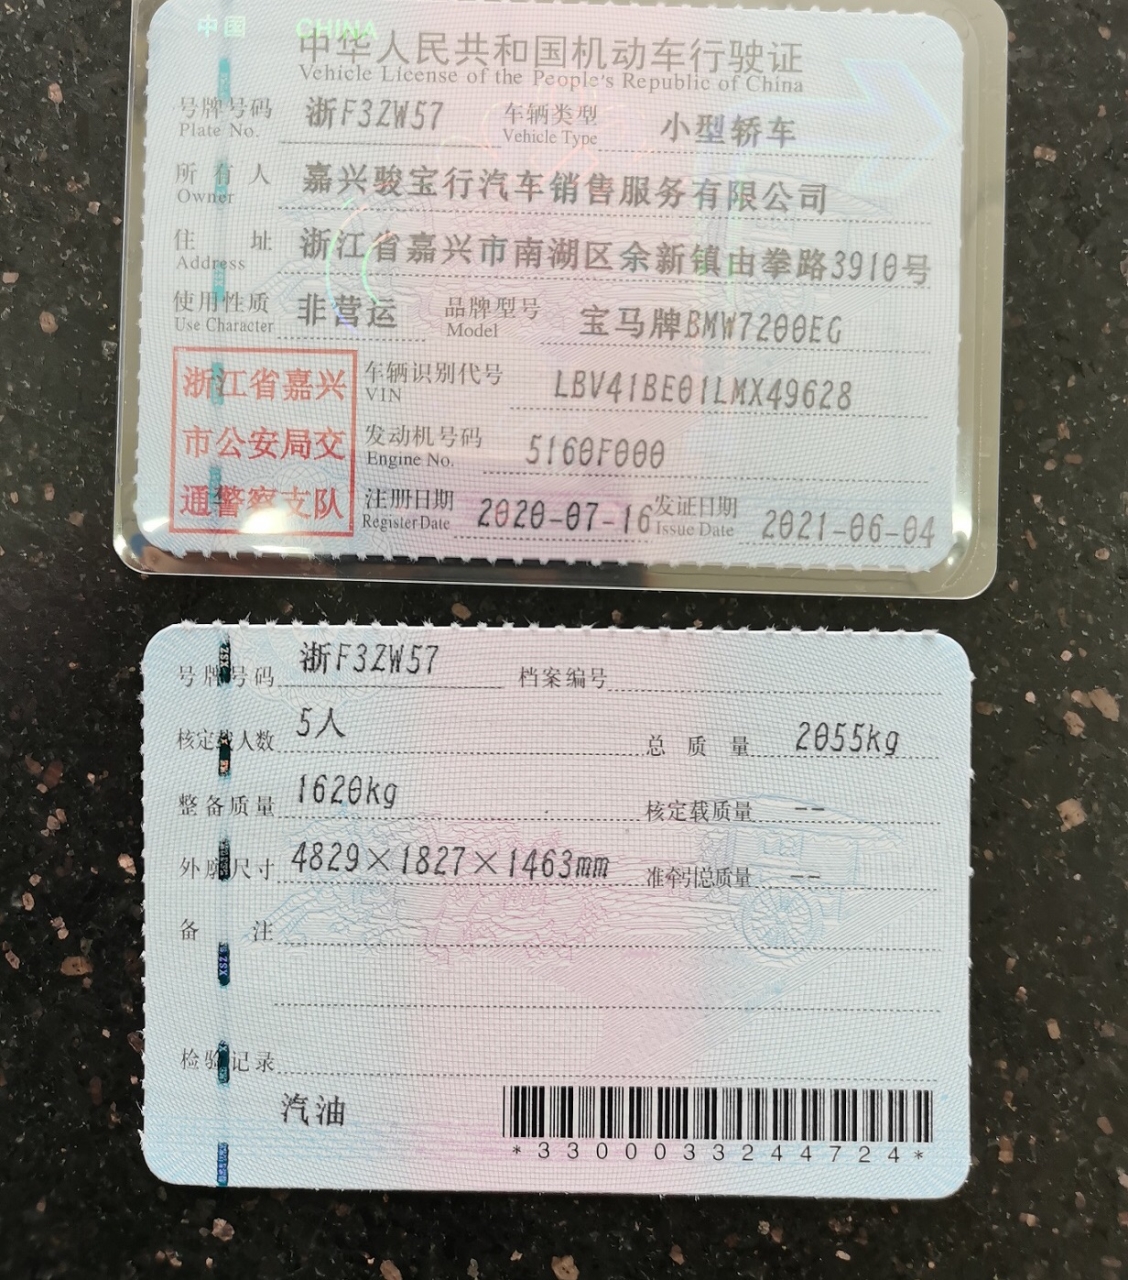 中国 CHINA
中华人民共和国机动车行驶证
Vehicle License of the People's Republic of China
号牌号码 浙F3ZW57 车辆类型 小型轿车
Plate No. Vehicle Type
所有人 嘉兴骏宝行汽车销售服务有限公司
Owner
住址 浙江省嘉兴市南湖区余新镇由拳路3910号
Address
使用性质 非营运 品牌型号 宝马牌BMW7200EG
Use Character Model
浙江省嘉兴
市公安局交
通警察支队
车辆识别代号 LBV41BE01LMX49628
VIN
发动机号码 5160F000
Engine No.
注册日期 2020-07-16 发证日期 2021-06-04
Register Date Issue Date
号牌号码 浙F3ZW57 档案编号
核定载人数 5人 总质量 2055kg
整备质量 1620kg 核定载质量 --
外廓尺寸 4829×1827×1463mm 准牵引总质量 --
备注
检验记录
汽油
*3300033244724*